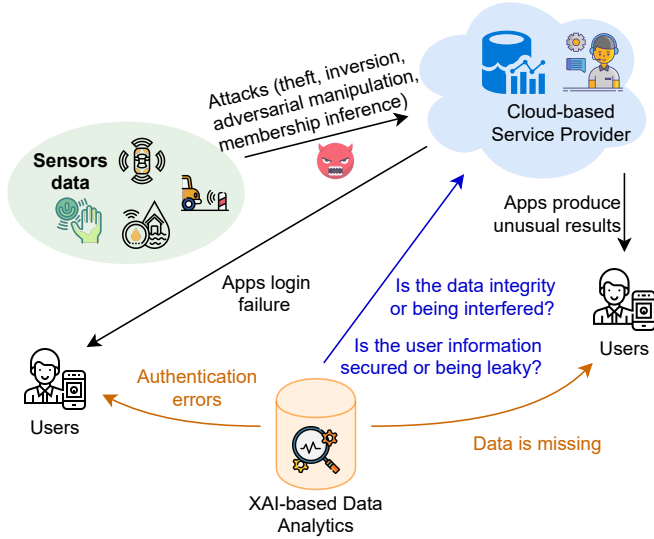 Attacks (theft, inversion,
adversarial manipulation,
membership inference)
Cloud-based
Service Provider
Sensors
data
Apps produce
unusual results
Apps login
failure
Is the data integrity
or being interfered?
Is the user information
secured or being leaky?
Users
Users
Authentication
errors
Data is missing
XAI-based Data
Analytics